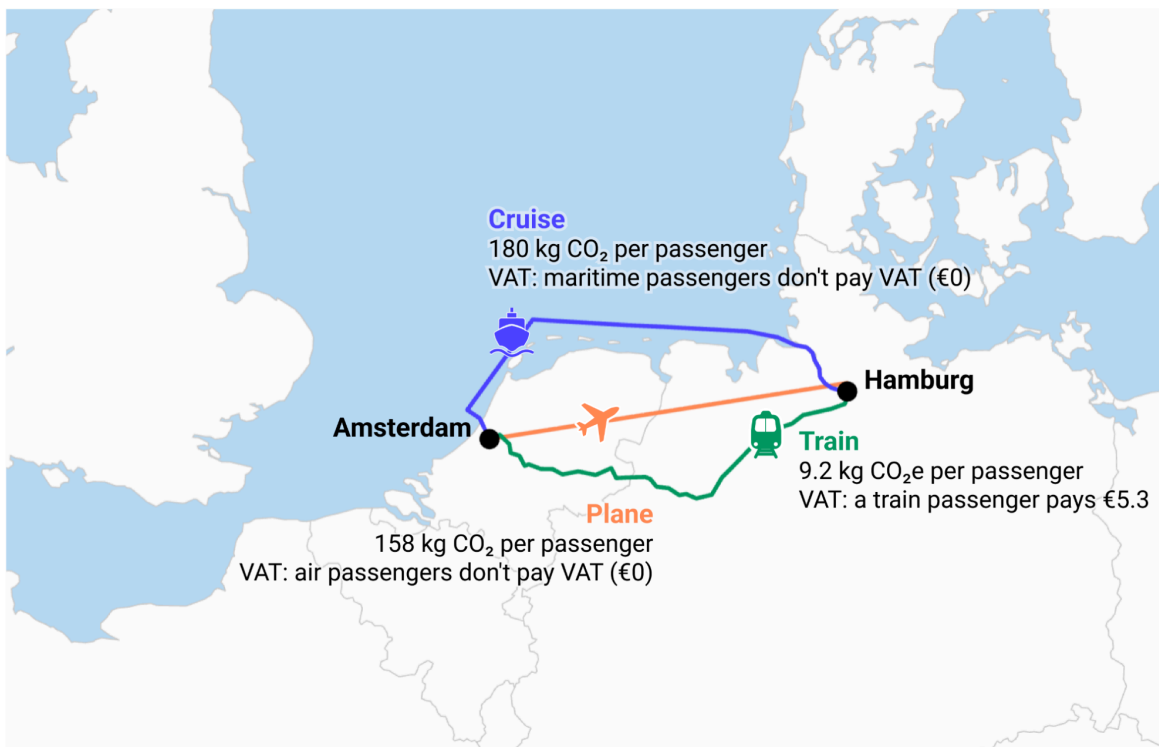 Cruise
180 kg CO₂ per passenger
VAT: maritime passengers don't pay VAT (€0)
Hamburg
Amsterdam
Train
9.2 kg CO₂e per passenger
VAT: a train passenger pays €5.3
Plane
158 kg CO₂ per passenger
VAT: air passengers don't pay VAT (€0)